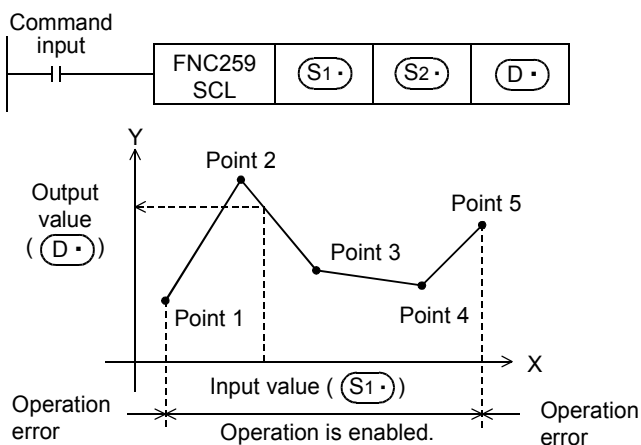 Command
input
FNC259
SCL
S1・
S2・
D・
Y
Point 2
Output
value
( D・ )
Point 5
Point 3
Point 1
Point 4
X
Input value ( S1・ )
Operation
error
Operation is enabled.
Operation
error